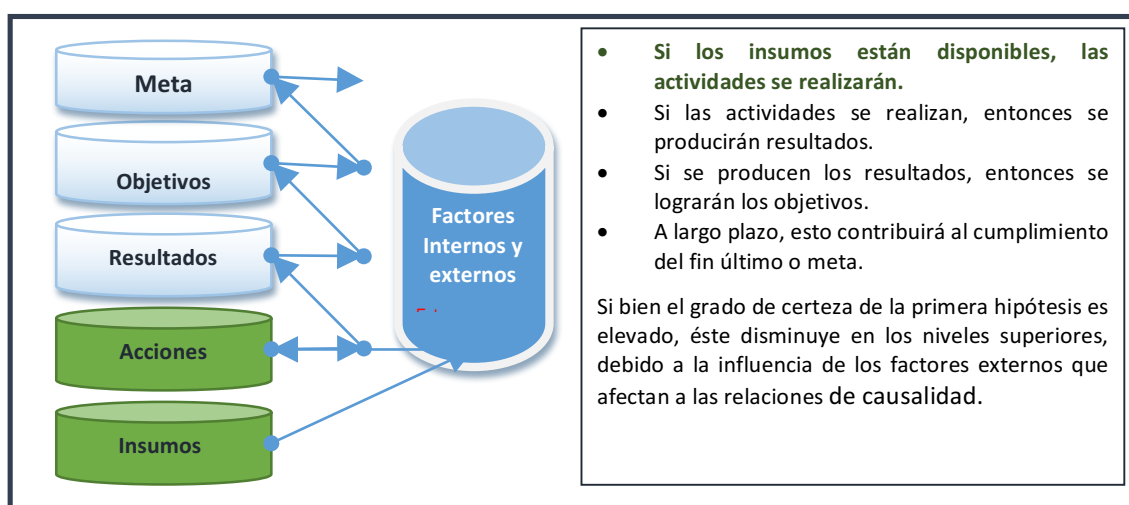 Meta
Objetivos
Resultados
Acciones
Insumos
Factores
Internos y
externos
• Si los insumos están disponibles, las
actividades se realizarán.
• Si las actividades se realizan, entonces se
producirán resultados.
• Si se producen los resultados, entonces se
lograrán los objetivos.
• A largo plazo, esto contribuirá al cumplimiento
del fin último o meta.
Si bien el grado de certeza de la primera hipótesis es
elevado, éste disminuye en los niveles superiores,
debido a la influencia de los factores externos que
afectan a las relaciones de causalidad.